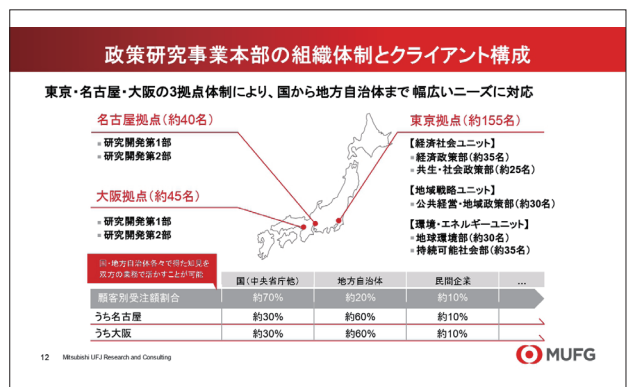 政策研究事業本部の組織体制とクライアント構成
東京・名古屋・大阪の3拠点体制により、国から地方自治体まで 幅広いニーズに対応
名古屋拠点（約40名）
研究開発第1部
研究開発第2部
大阪拠点（約45名）
研究開発第1部
研究開発第2部
東京拠点（約155名）
【経済社会ユニット】
経済政策部（約35名）
共生・社会政策部（約25名）
【地域戦略ユニット】
公共経営・地域政策部（約30名）
【環境・エネルギーユニット】
地球環境部（約30名）
持続可能社会部（約35名）
国・地方自治体各々で得た知見を
双方の業務で活かすことが可能
国（中央省庁他） 地方自治体 民間企業 …
顧客別受注額割合 約70% 約20% 約10%
うち名古屋 約30% 約60% 約10%
うち大阪 約30% 約60% 約10%
12 Mitsubishi UFJ Research and Consulting
MUFG